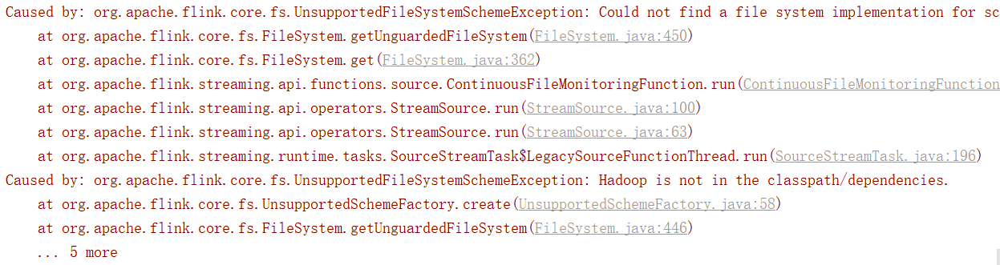 Caused by: org.apache.flink.core.fs.UnsupportedFileSystemSchemeException: Could not find a file system implementation for sc
at org.apache.flink.core.fs.FileSystem.getUnguardedFileSystem(FileSystem.java:450)
at org.apache.flink.core.fs.FileSystem.get(FileSystem.java:362)
at org.apache.flink.streaming.api.functions.source.ContinuousFileMonitoringFunction.run(ContinuousFileMonitoringFunction
at org.apache.flink.streaming.api.operators.StreamSource.run(StreamSource.java:100)
at org.apache.flink.streaming.api.operators.StreamSource.run(StreamSource.java:63)
at org.apache.flink.streaming.runtime.tasks.SourceStreamTask$LegacySourceFunctionThread.run(SourceStreamTask.java:196)
Caused by: org.apache.flink.core.fs.UnsupportedFileSystemSchemeException: Hadoop is not in the classpath/dependencies.
at org.apache.flink.core.fs.UnsupportedSchemeFactory.create(UnsupportedSchemeFactory.java:58)
at org.apache.flink.core.fs.FileSystem.getUnguardedFileSystem(FileSystem.java:446)
... 5 more